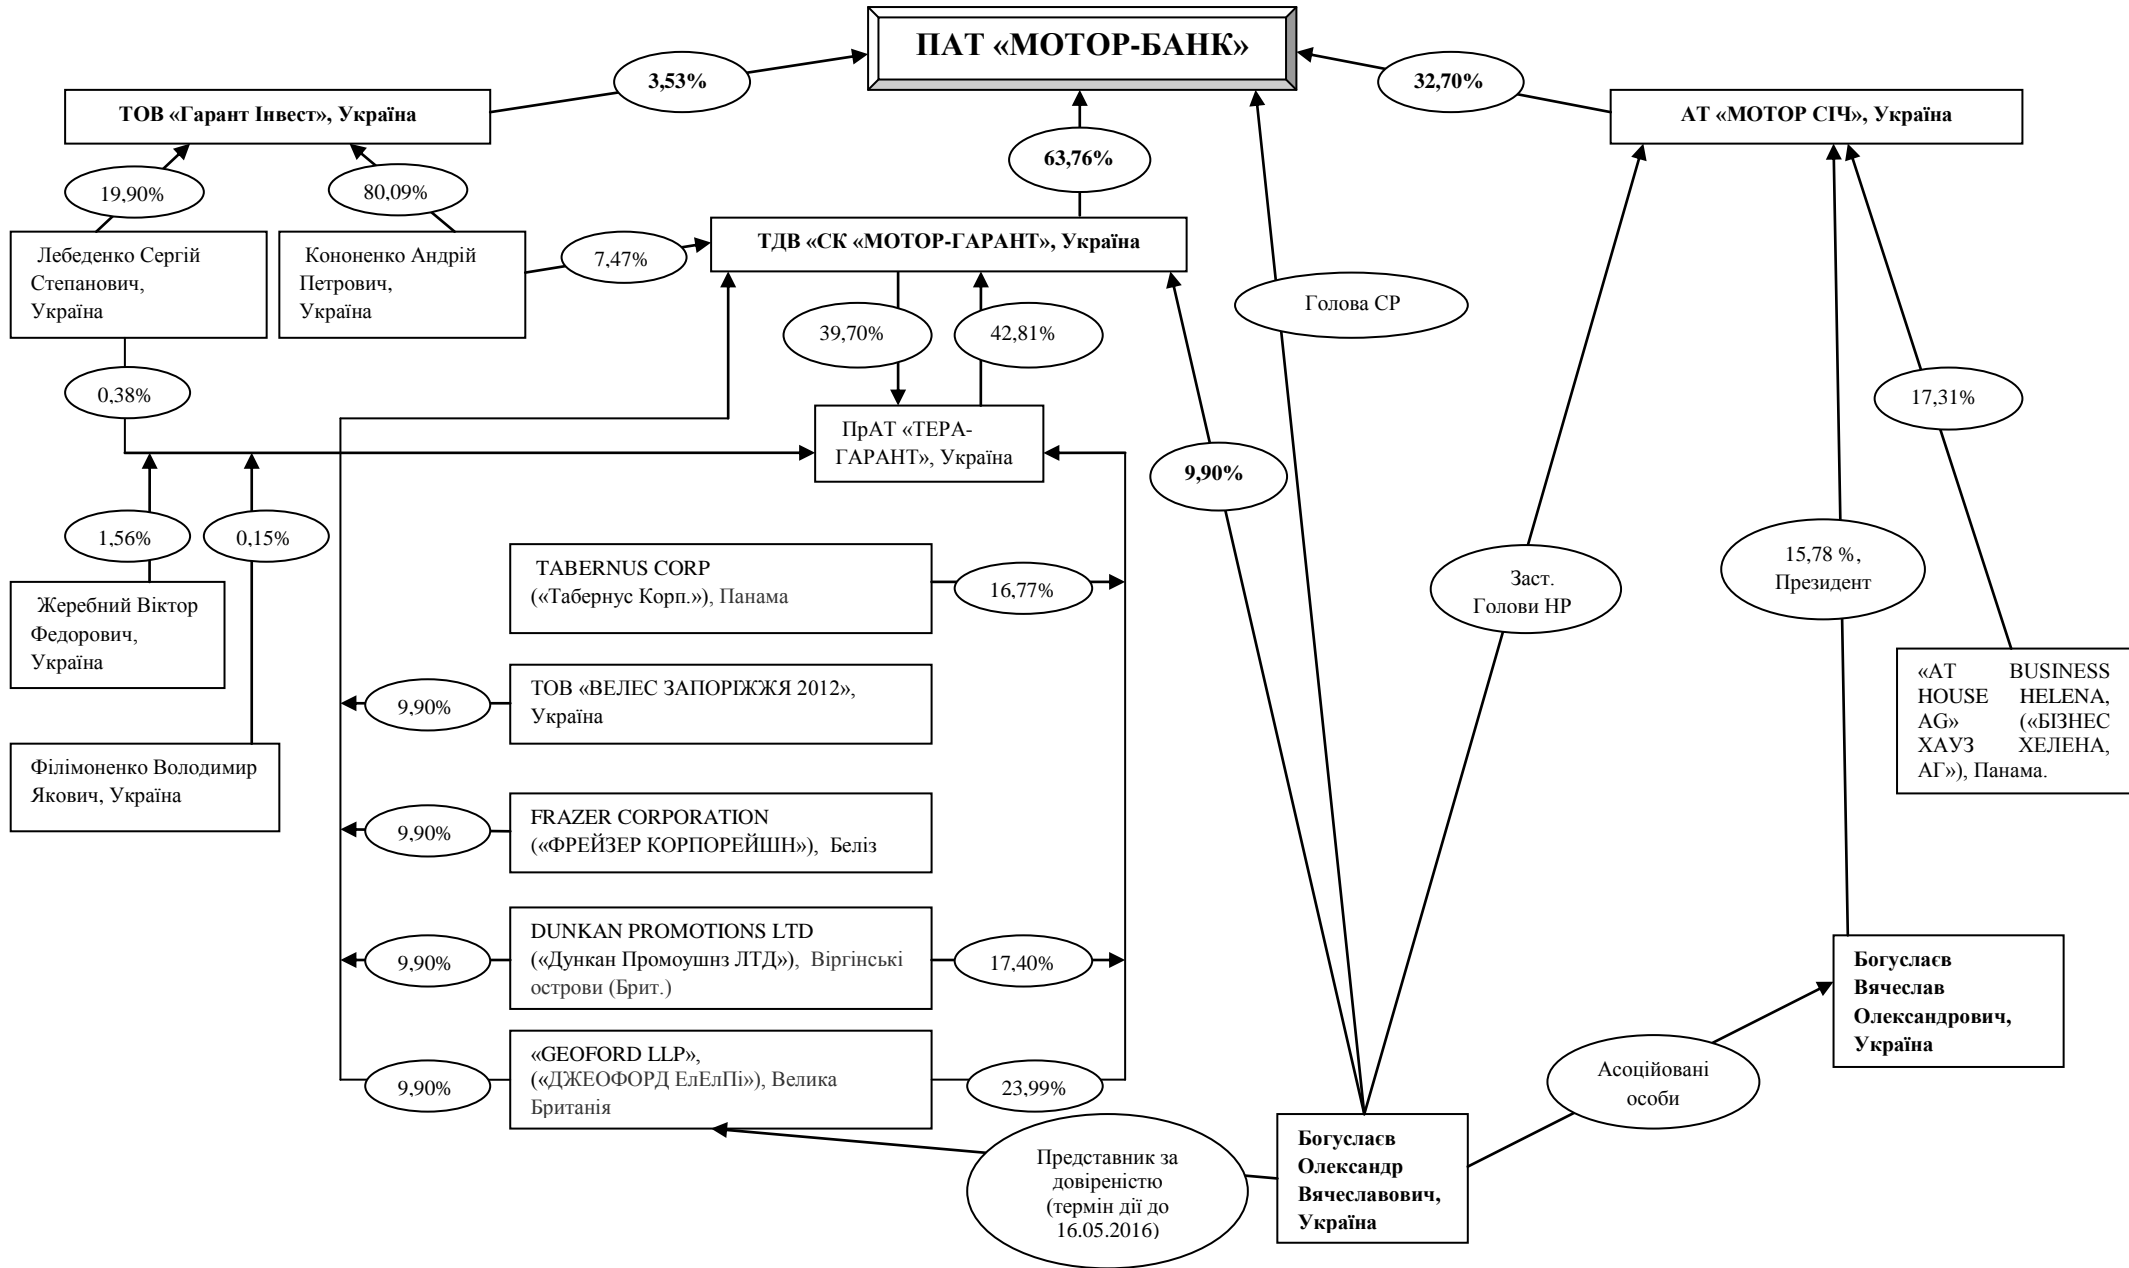 ПАТ «МОТОР-БАНК»
3,53%
32,70%
ТОВ «Гарант Інвест», Україна
АТ «МОТОР СІЧ», Україна
63,76%
19,90%
80,09%
Лебеденко Сергій
Степанович,
Україна
Кононенко Андрій
Петрович,
Україна
7,47%
ТДВ «СК «МОТОР-ГАРАНТ», Україна
Голова СР
39,70%
42,81%
0,38%
17,31%
ПрАТ «ТЕРА-
ГАРАНТ», Україна
9,90%
1,56%
0,15%
15,78 %,
Президент
TABERNUS CORP
(«Табернус Корп.»), Панама
16,77%
Заст.
Голови НР
Жеребний Віктор
Федорович,
Україна
«AT BUSINESS
HOUSE HELENA,
AG» («БІЗНЕС
ХАУЗ ХЕЛЕНА,
АГ»), Панама.
9,90%
ТОВ «ВЕЛЕС ЗАПОРІЖЖЯ 2012»,
Україна
Філімоненко Володимир
Якович, Україна
9,90%
FRAZER CORPORATION
(«ФРЕЙЗЕР КОРПОРЕЙШН»), Беліз
9,90%
DUNKAN PROMOTIONS LTD
(«Дункан Промоушнз ЛТД»), Віргінські
острови (Брит.)
17,40%
Богуслаєв
Вячеслав
Олександрович,
Україна
9,90%
«GEOFORD LLP»,
(«ДЖЕОФОРД ЕлЕлПі»), Велика
Британія
23,99%
Асоційовані
особи
Представник за
довіреністю
(термін дії до
16.05.2016)
Богуслаєв
Олександр
Вячеславович,
Україна